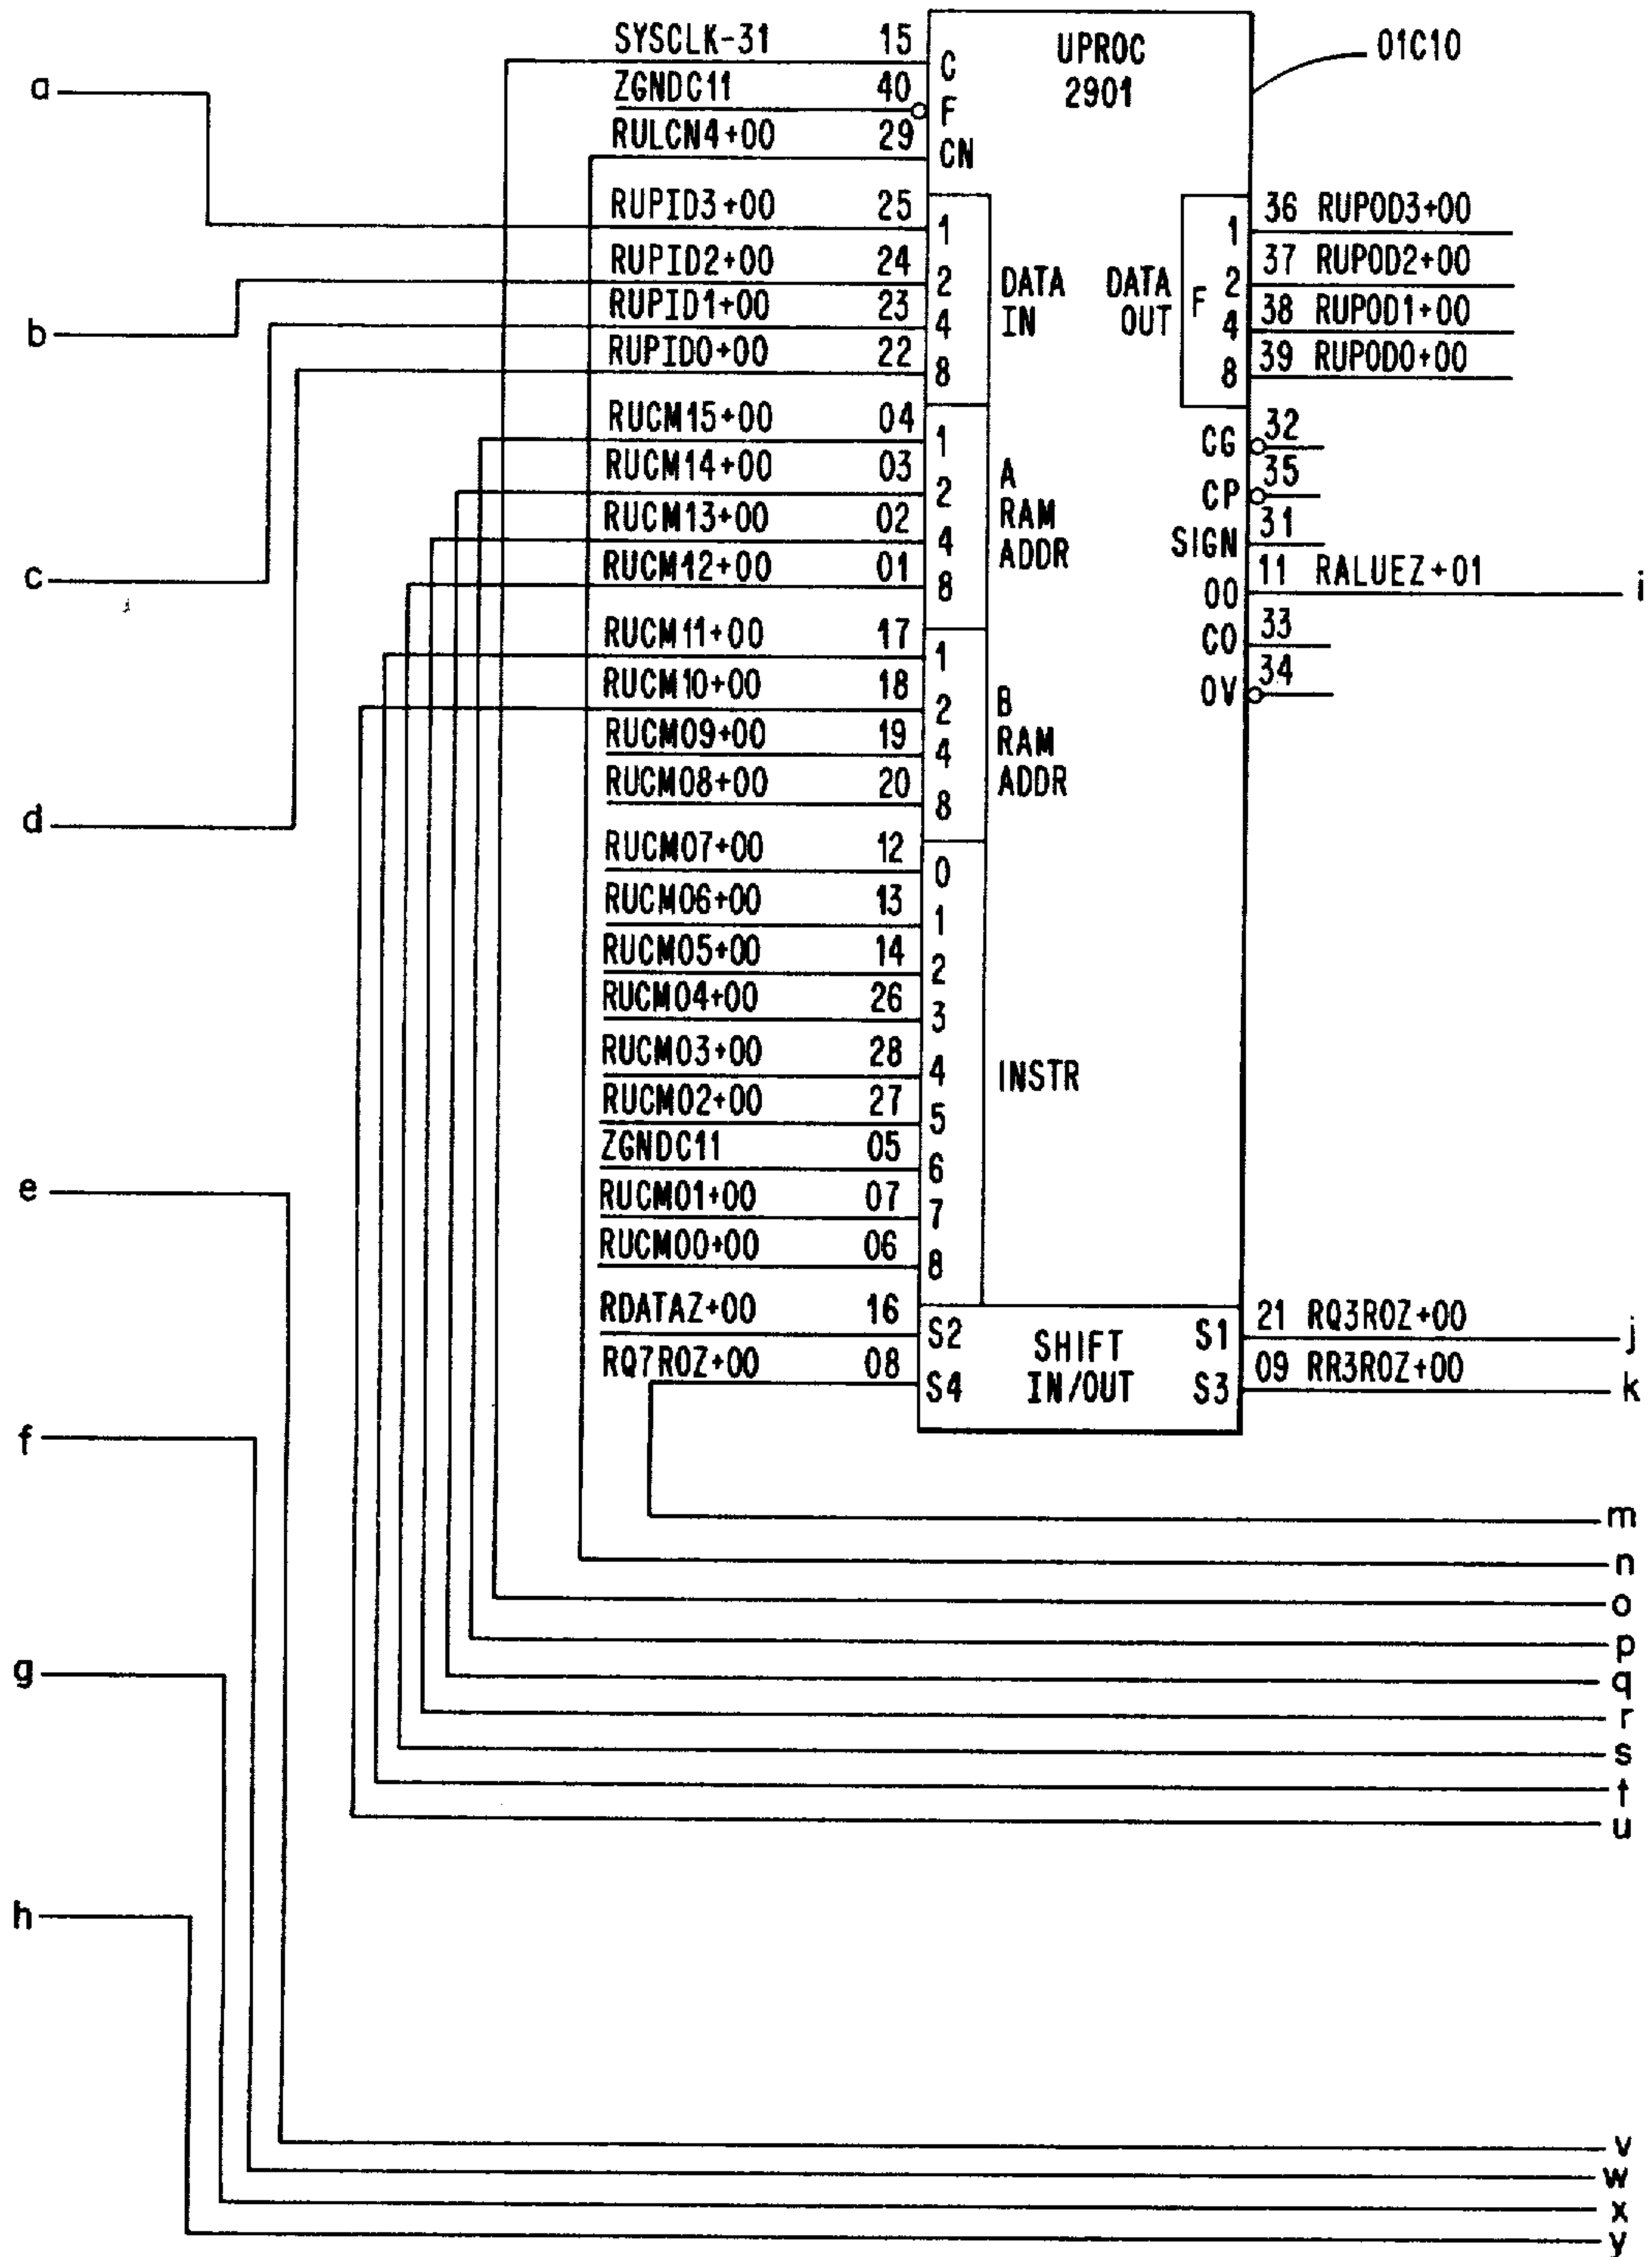 SYSCLK-31 15 C UPROC 01C10
ZGNDC11 40 F 2901
RULCN4+00 29 CN
a
RUPID3+00 25 1 36 RUPOD3+00
RUPID2+00 24 2 DATA DATA 2 37 RUPOD2+00
b RUPID1+00 23 4 IN OUT F 4 38 RUPOD1+00
RUPID0+00 22 8 8 39 RUPOD0+00
RUCM15+00 04 1 CG 32
RUCM14+00 03 2 A CP 35
RUCM13+00 02 4 RAM SIGN 31
c RUCM12+00 01 8 ADDR 00 11 RALUEZ+01 i
RUCM11+00 17 1 CO 33
RUCM10+00 18 2 B OV 34
RUCM09+00 19 4 RAM
RUCM08+00 20 8 ADDR
d
RUCM07+00 12 0
RUCM06+00 13 1
RUCM05+00 14 2
RUCM04+00 26 3
RUCM03+00 28 4 INSTR
RUCM02+00 27 5
ZGNDC11 05 6
e RUCM01+00 07 7
RUCM00+00 06 8
RDATAZ+00 16 S2 SHIFT S1 21 RQ3R0Z+00 j
RQ7R0Z+00 08 S4 IN/OUT S3 09 RR3R0Z+00 k
f
m
n
o
p
g q
r
s
t
u
h
v
w
x
y